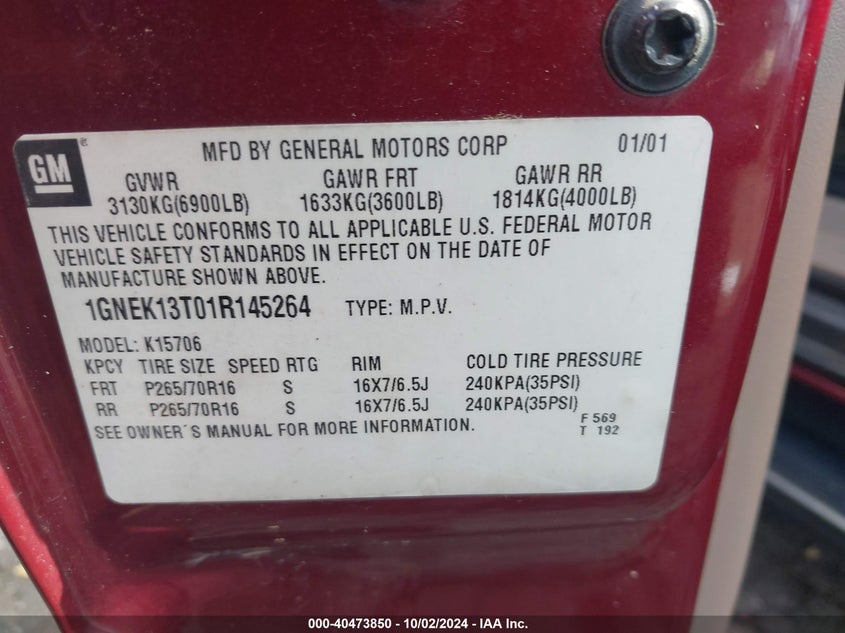 GM ®
MFD BY GENERAL MOTORS CORP 01/01
GVWR GAWR FRT GAWR RR
3130KG(6900LB) 1633KG(3600LB) 1814KG(4000LB)
THIS VEHICLE CONFORMS TO ALL APPLICABLE U.S. FEDERAL MOTOR
VEHICLE SAFETY STANDARDS IN EFFECT ON THE DATE OF
MANUFACTURE SHOWN ABOVE.
1GNEK13T01R145264 TYPE: M.P.V.
MODEL: K15706
KPCY TIRE SIZE SPEED RTG RIM COLD TIRE PRESSURE
FRT P265/70R16 S 16X7/6.5J 240KPA(35PSI)
RR P265/70R16 S 16X7/6.5J 240KPA(35PSI)
SEE OWNER´S MANUAL FOR MORE INFORMATION.
F 569
T 192
000-40473850 - 10/02/2024 - IAA Inc.